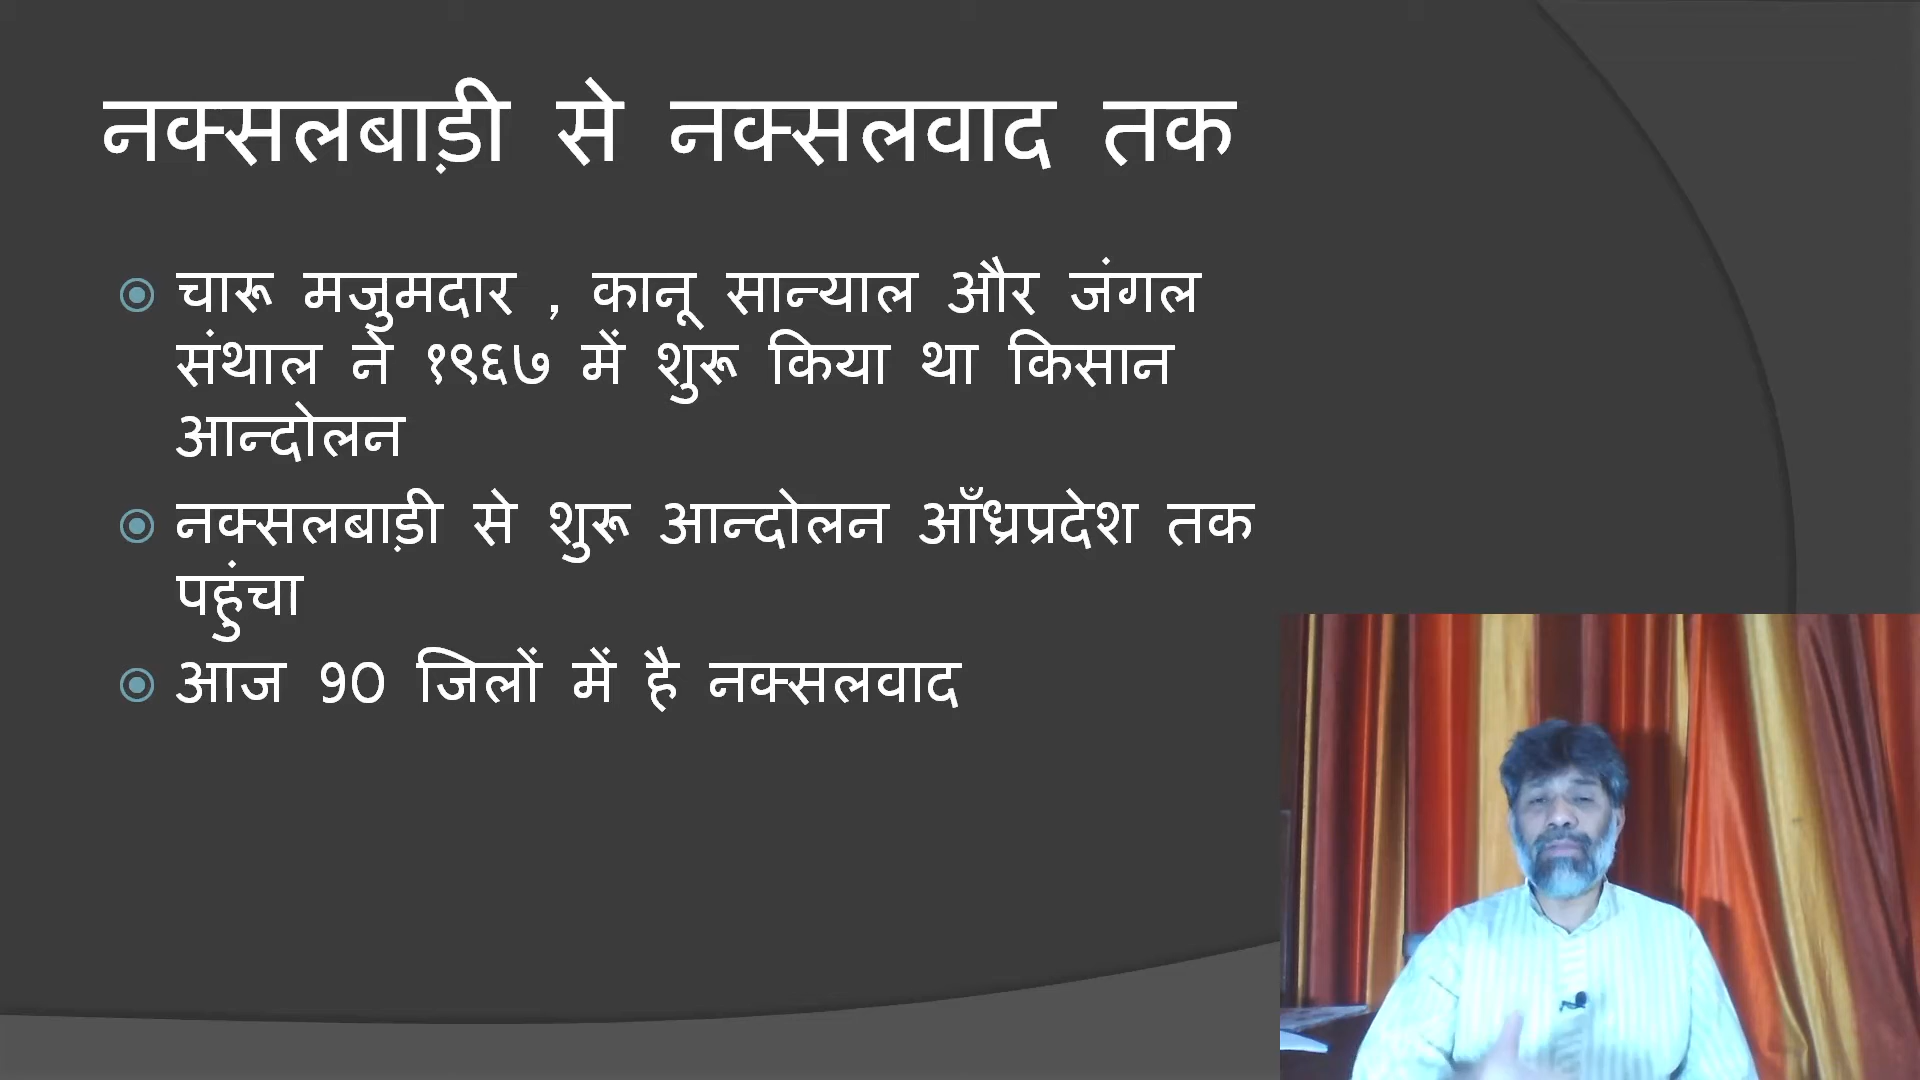 नक्सलबाड़ी से नक्सलवाद तक
चारू मजुमदार , कानू सान्याल और जंगल
संथाल ने १९६७ में शुरू किया था किसान
आन्दोलन
नक्सलबाड़ी से शुरू आन्दोलन आँध्रप्रदेश तक
पहुंचा
आज 90 जिलों में है नक्सलवाद